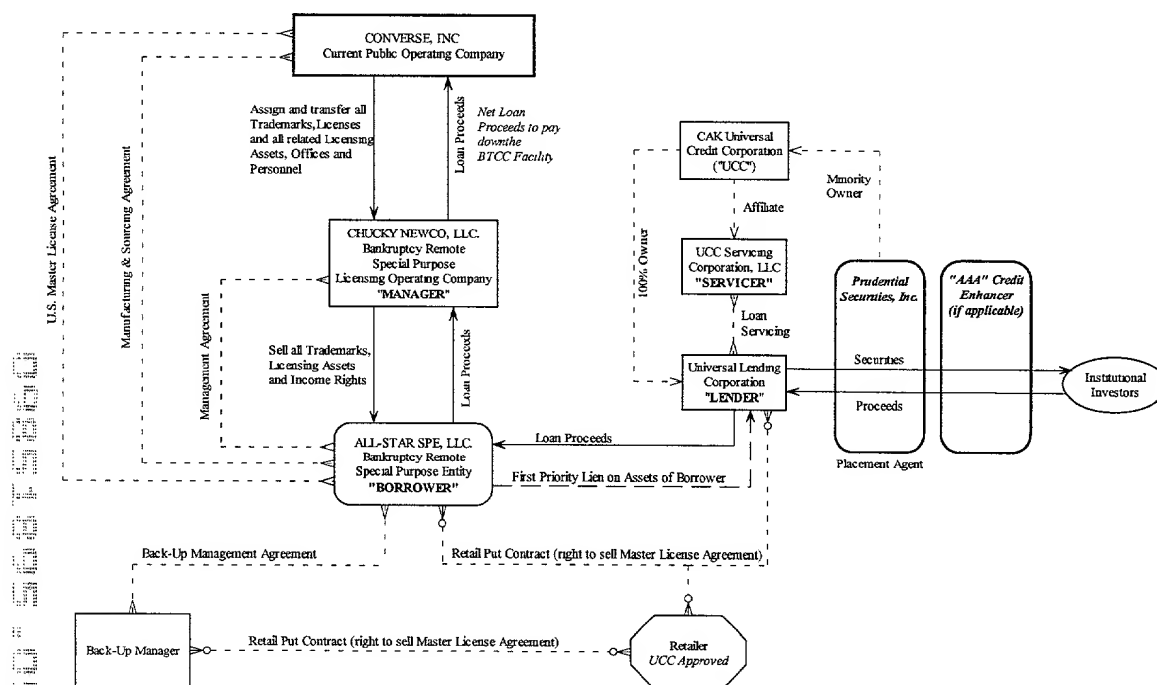 CONVERSE, INC
Current Public Operating Company
Assign and transfer all
Trademarks, Licenses
and all related Licensing
Assets, Offices and
Personnel
Loan Proceeds
Net Loan
Proceeds to pay
downthe
BTCC Facility
U.S. Master License Agreement
Manufacturing & Sourcing Agreement
CAK Universal
Credit Corporation
("UCC")
Minority
Owner
Affiliate
100% Owner
CHUCKY NEWCO, LLC.
Bankruptcy Remote
Special Purpose
Licensing Operating Company
"MANAGER"
UCC Servicing
Corporation, LLC
"SERVICER"
Loan
Servicing
Prudential
Securities, Inc.
"AAA" Credit
Enhancer
(if applicable)
Management Agreement
Sell all Trademarks,
Licensing Assets
and Income Rights
Loan Proceeds
Universal Lending
Corporation
"LENDER"
Securities
Proceeds
Institutional
Investors
Placement Agent
ALL-STAR SPE, LLC.
Bankruptcy Remote
Special Purpose Entity
"BORROWER"
Loan Proceeds
First Priority Lien on Assets of Borrower
Back-Up Management Agreement
Retail Put Contract (right to sell Master License Agreement)
Back-Up Manager
Retail Put Contract (right to sell Master License Agreement)
Retailer
UCC Approved